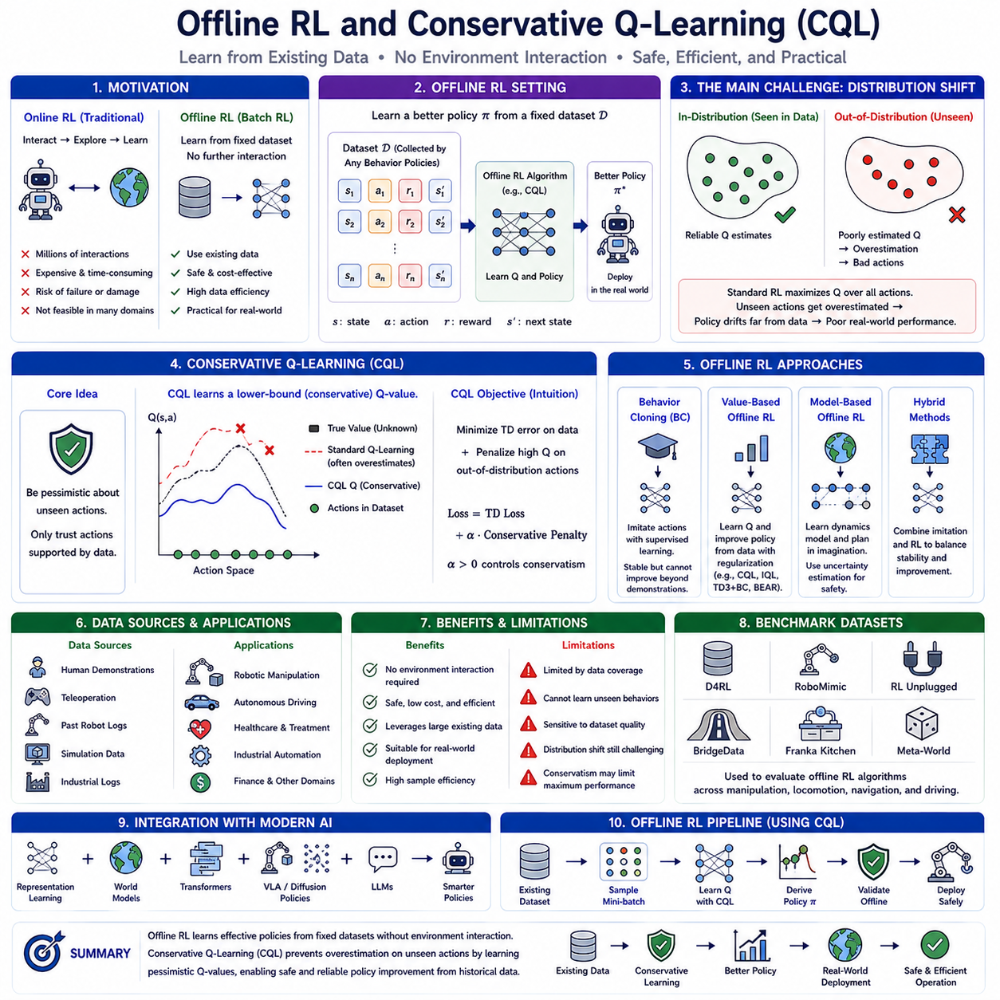 Offline RL and Conservative Q-Learning (CQL)
Learn from Existing Data • No Environment Interaction • Safe, Efficient, and Practical
1. MOTIVATION
Online RL (Traditional)
Interact → Explore → Learn
✕ Millions of interactions
✕ Expensive & time-consuming
✕ Risk of failure or damage
✕ Not feasible in many domains
Offline RL (Batch RL)
Learn from fixed dataset
No further interaction
✓ Use existing data
✓ Safe & cost-effective
✓ High data efficiency
✓ Practical for real-world
2. OFFLINE RL SETTING
Learn a better policy π from a fixed dataset 𝒟
Dataset 𝒟 (Collected by
Any Behavior Policies)
s₁ a₁ r₁ s′₁
s₂ a₂ r₂ s′₂
⋮
sₙ aₙ rₙ s′ₙ
Offline RL Algorithm
(e.g., CQL)
Learn Q and Policy
Better Policy
π*
Deploy
in the real world
s: state a: action r: reward s′: next state
3. THE MAIN CHALLENGE: DISTRIBUTION SHIFT
In-Distribution (Seen in Data)
Reliable Q estimates
Out-of-Distribution (Unseen)
Poorly estimated Q
→ Overestimation
→ Bad actions
Standard RL maximizes Q over all actions.
Unseen actions get overestimated →
Policy drifts far from data → Poor real-world performance.
4. CONSERVATIVE Q-LEARNING (CQL)
Core Idea
Be pessimistic about
unseen actions.
Only trust actions
supported by data.
CQL learns a lower-bound (conservative) Q-value.
Q(s,a)
Action Space
True Value (Unknown)
Standard Q-Learning
(often overestimates)
CQL Q (Conservative)
Actions in Dataset
CQL Objective (Intuition)
Minimize TD error on data
+ Penalize high Q on
out-of-distribution actions
Loss = TD Loss
+ α · Conservative Penalty
α > 0 controls conservatism
5. OFFLINE RL APPROACHES
Behavior
Cloning (BC)
Imitate actions
with supervised
learning.
Stable but cannot
improve beyond
demonstrations.
Value-Based
Offline RL
Learn Q and
improve policy
from data with
regularization
(e.g., CQL, IQL,
TD3+BC, BEAR).
Model-Based
Offline RL
Learn dynamics
model and plan
in imagination.
Use uncertainty
estimation for
safety.
Hybrid
Methods
Combine imitation
and RL to balance
stability and
improvement.
6. DATA SOURCES & APPLICATIONS
Data Sources
Human Demonstrations
Teleoperation
Past Robot Logs
Simulation Data
Industrial Logs
Applications
Robotic Manipulation
Autonomous Driving
Healthcare & Treatment
Industrial Automation
$ Finance & Other Domains
7. BENEFITS & LIMITATIONS
Benefits
No environment interaction
required
Safe, low cost, and efficient
Leverages large existing data
Suitable for real-world
deployment
High sample efficiency
Limitations
Limited by data coverage
Cannot learn unseen behaviors
Sensitive to dataset quality
Distribution shift still challenging
Conservatism may limit
maximum performance
8. BENCHMARK DATASETS
D4RL
RoboMimic
RL Unplugged
BridgeData
Franka Kitchen
Meta-World
Used to evaluate offline RL algorithms
across manipulation, locomotion, navigation, and driving.
9. INTEGRATION WITH MODERN AI
Representation
Learning
+
World
Models
+
Transformers
+
VLA / Diffusion
Policies
+
LLMs
→
Smarter
Policies
10. OFFLINE RL PIPELINE (USING CQL)
Existing
Dataset
Sample
Mini-batch
Learn Q
with CQL
Derive
Policy π
Validate
Offline
Deploy
Safely
SUMMARY
Offline RL learns effective policies from fixed datasets without environment interaction.
Conservative Q-Learning (CQL) prevents overestimation on unseen actions by learning
pessimistic Q-values, enabling safe and reliable policy improvement from historical data.
Existing Data
Conservative
Learning
Better Policy
Real-World
Deployment
Safe & Efficient
Operation